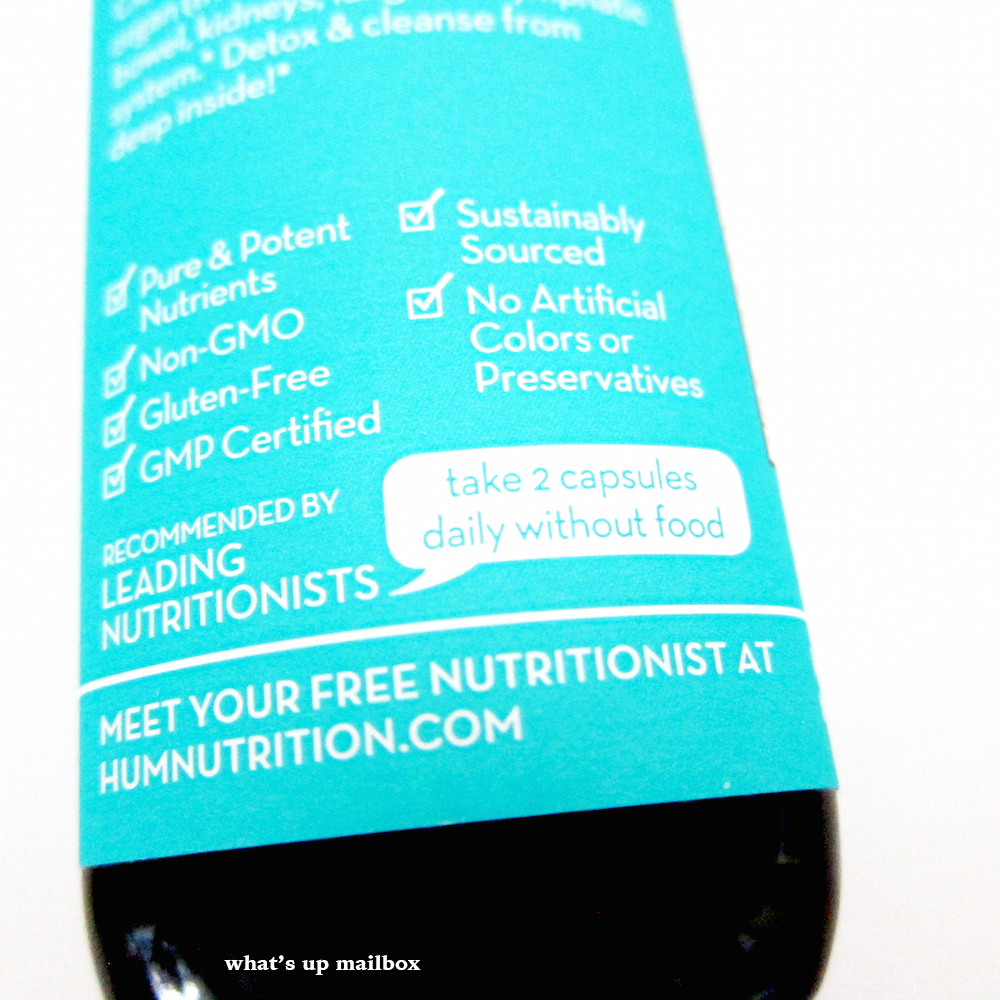 bowel, kidneys,
system.* Detox & cleanse from
deep inside!*
Pure & Potent
Nutrients
Non-GMO
Gluten-Free
GMP Certified
Sustainably
Sourced
No Artificial
Colors or
Preservatives
RECOMMENDED BY
LEADING
NUTRITIONISTS
take 2 capsules
daily without food
MEET YOUR FREE NUTRITIONIST AT
HUMNUTRITION.COM
what's up mailbox